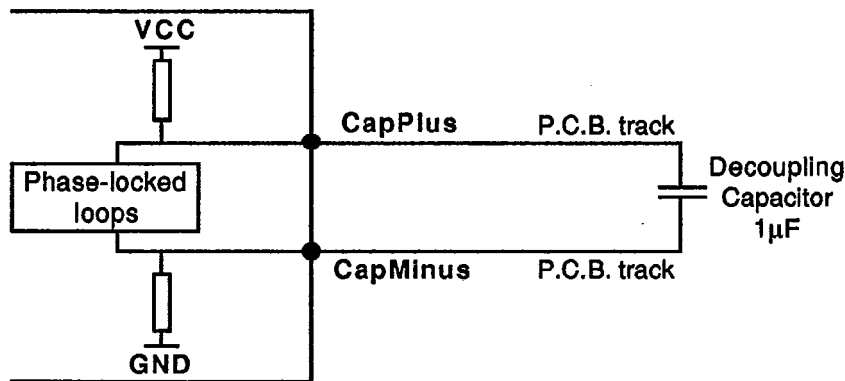 VCC
CapPlus
P.C.B. track
Phase-locked
loops
Decoupling
Capacitor
1µF
CapMinus
P.C.B. track
GND